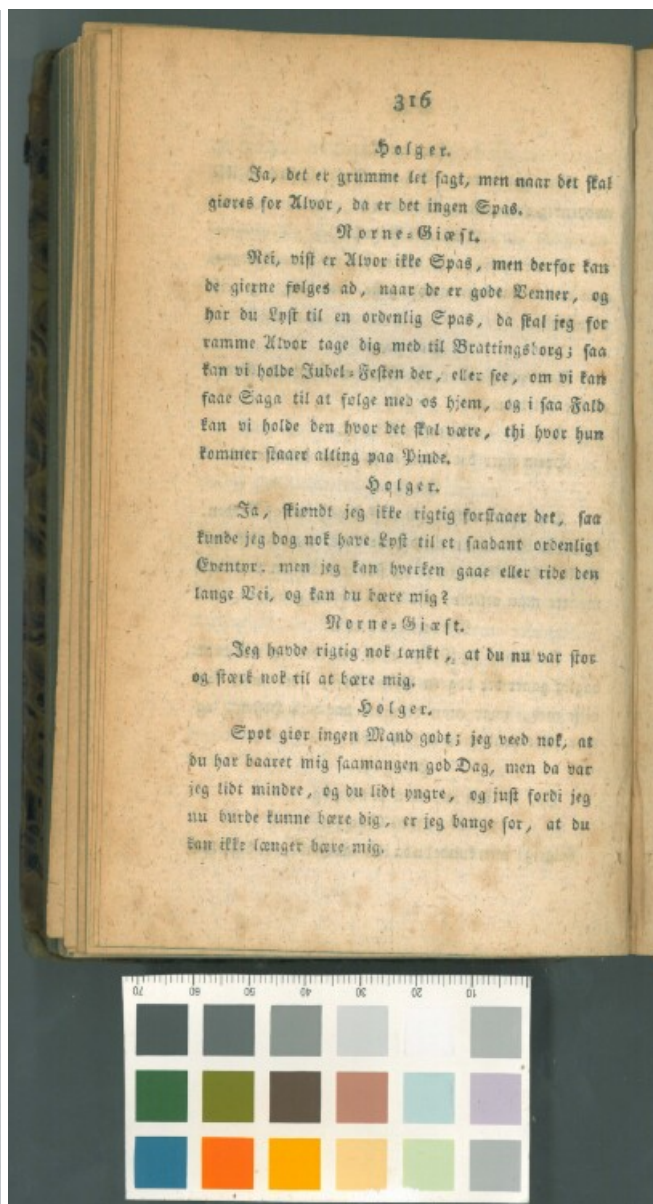 316
Holger.
Ja, det er grumme let sagt, men naar det skal
giøres for Alvor, da er det ingen Spas.
Norne=Giæst.
Nei, vist er Alvor ikke Spas, men derfor kan
de gierne følges ad, naar de er gode Venner, og
har du Lyst til en ordenlig Spas, da skal jeg for
ramme Alvor tage dig med til Brattingsborg; saa
kan vi holde Jubel=Festen der, eller see, om vi kan
faae Saga til at følge med os hjem, og i saa Fald
kan vi holde den hvor det skal være, thi hvor hun
kommer staaer alting paa Pinde.
Holger.
Ja, skiøndt jeg ikke rigtig forstaaer det, saa
kunde jeg dog nok have Lyst til et saadant ordenligt
Eventyr. men jeg kan hverken gaae eller ride den
lange Vei, og kan du bære mig?
Norne=Giæst.
Jeg havde rigtig nok tænkt, at du nu var stor
og stærk nok til at bære mig.
Holger.
Spot giør ingen Mand godt; jeg veed nok, at
du har baaret mig saamangen god Dag, men da var
jeg lidt mindre, og du lidt yngre, og just fordi jeg
nu burde kunne bære dig, er jeg bange for, at du
kan ikke længer bære mig.
70 60 50 40 30 20 10